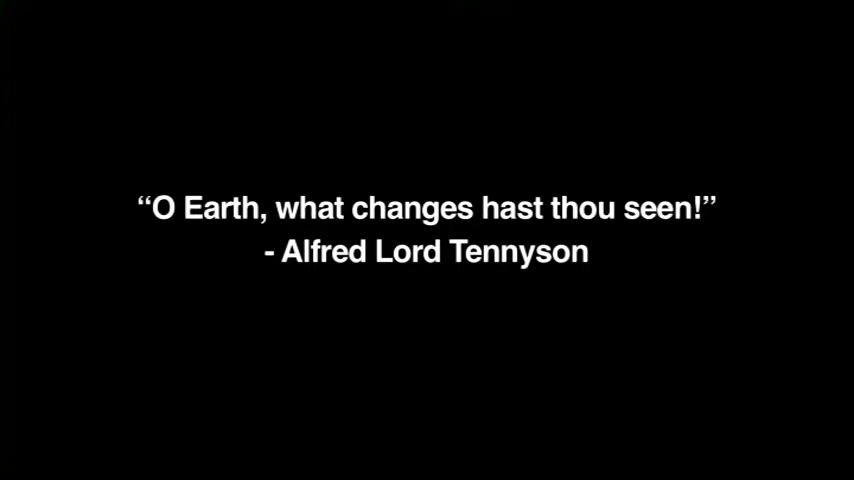 “O Earth, what changes hast thou seen!”
- Alfred Lord Tennyson